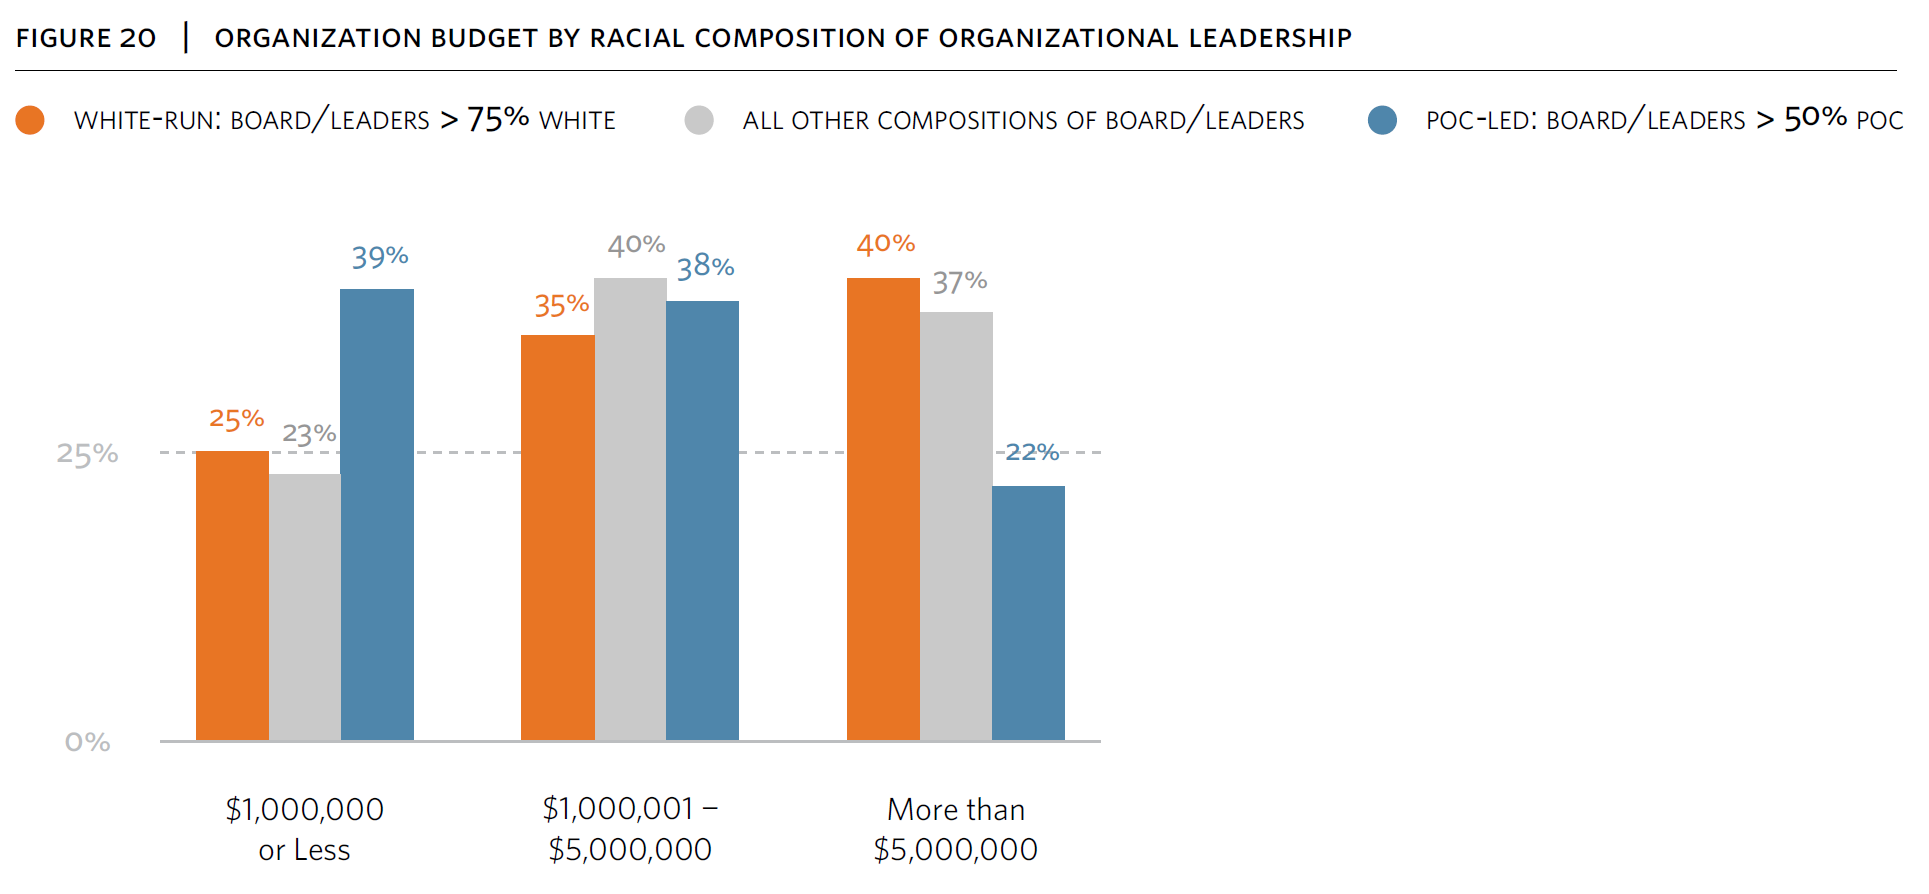 FIGURE 20 | ORGANIZATION BUDGET BY RACIAL COMPOSITION OF ORGANIZATIONAL LEADERSHIP
WHITE-RUN: BOARD/LEADERS > 75% WHITE
ALL OTHER COMPOSITIONS OF BOARD/LEADERS
POC-LED: BOARD/LEADERS > 50% POC
25%
0%
25%
23%
39%
35%
40%
38%
40%
37%
22%
$1,000,000
or Less
$1,000,001 –
$5,000,000
More than
$5,000,000